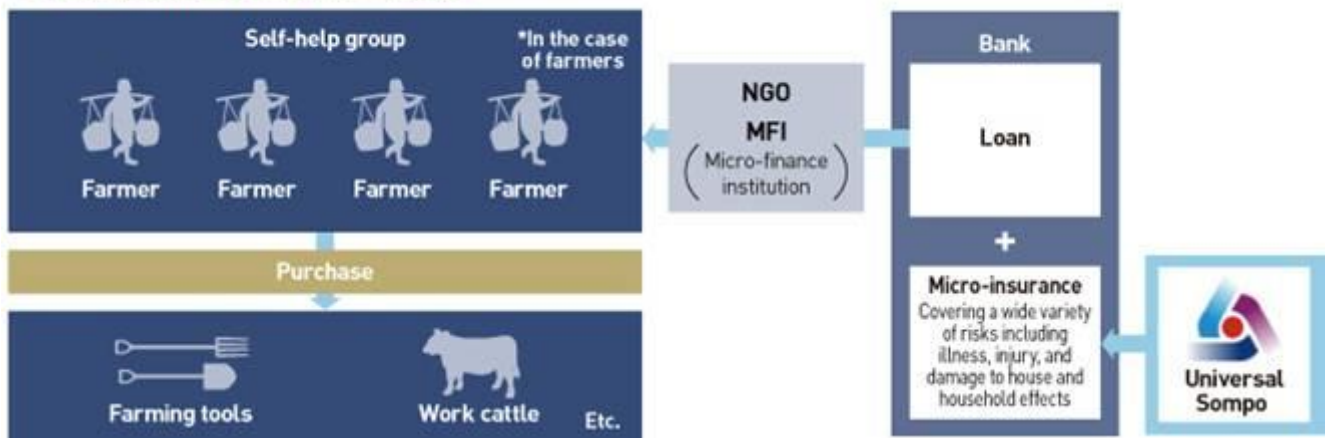 Self-help group
*In the case
of farmers
Farmer
Farmer
Farmer
Farmer
Purchase
Farming tools
Work cattle
Etc.
NGO
MFI
(Micro-finance
institution)
Bank
Loan
+
Micro-insurance
Covering a wide variety
of risks including
illness, injury, and
damage to house and
household effects
Universal
Sompo